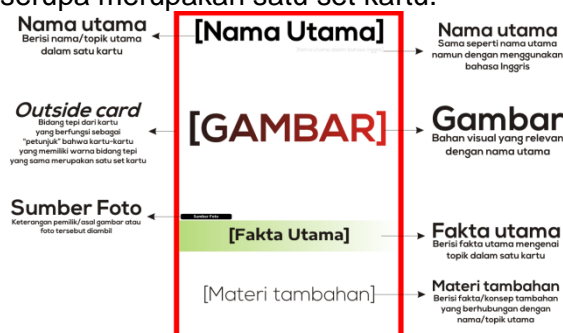 serupa merupakan satu set kartu.
Nama utama
Berisi nama/topik utama
dalam satu kartu
[Nama Utama]
Nama utama
Sama seperti nama utama
namun dengan menggunakan
bahasa Inggris
Outside card
Bidang tepi dari kartu
yang berfungsi sebagai
"petunjuk" bahwa kartu-kartu
yang memiliki warna bidang tepi
yang sama merupakan satu set kartu
[GAMBAR]
Gambar
Bahan visual yang relevan
dengan nama utama
Sumber Foto
Keterangan pemilik/asal gambar atau
foto tersebut diambil
Sumber Foto
[Fakta Utama]
Fakta utama
Berisi fakta utama mengenai
topik dalam satu kartu
[Materi tambahan]
Materi tambahan
Berisi fakta/konsep tambahan
yang berhubungan dengan
nama/topik utama